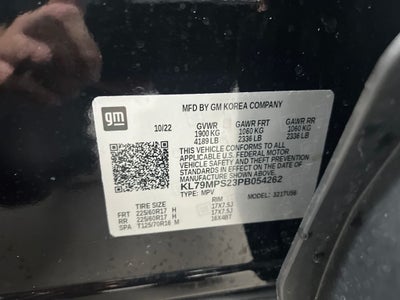 gm
MFD BY GM KOREA COMPANY
10/22 GVWR GAWR FRT GAWR RR
1900 KG 1060 KG 1060 KG
4189 LB 2336 LB 2336 LB
THIS VEHICLE CONFORMS TO ALL
APPLICABLE U.S. FEDERAL MOTOR
VEHICLE SAFETY AND THEFT PREVENTION
STANDARDS IN EFFECT ON THE DATE OF
MANUFACTURE SHOWN ABOVE.
KL79MPS23PB054262
TYPE: MPV MODEL: 321TUS6
TIRE SIZE RIM
FRT 225/60R17 H 17X7.5J
RR 225/60R17 H 17X7.5J
SPA T125/70R16 M 16X4BT